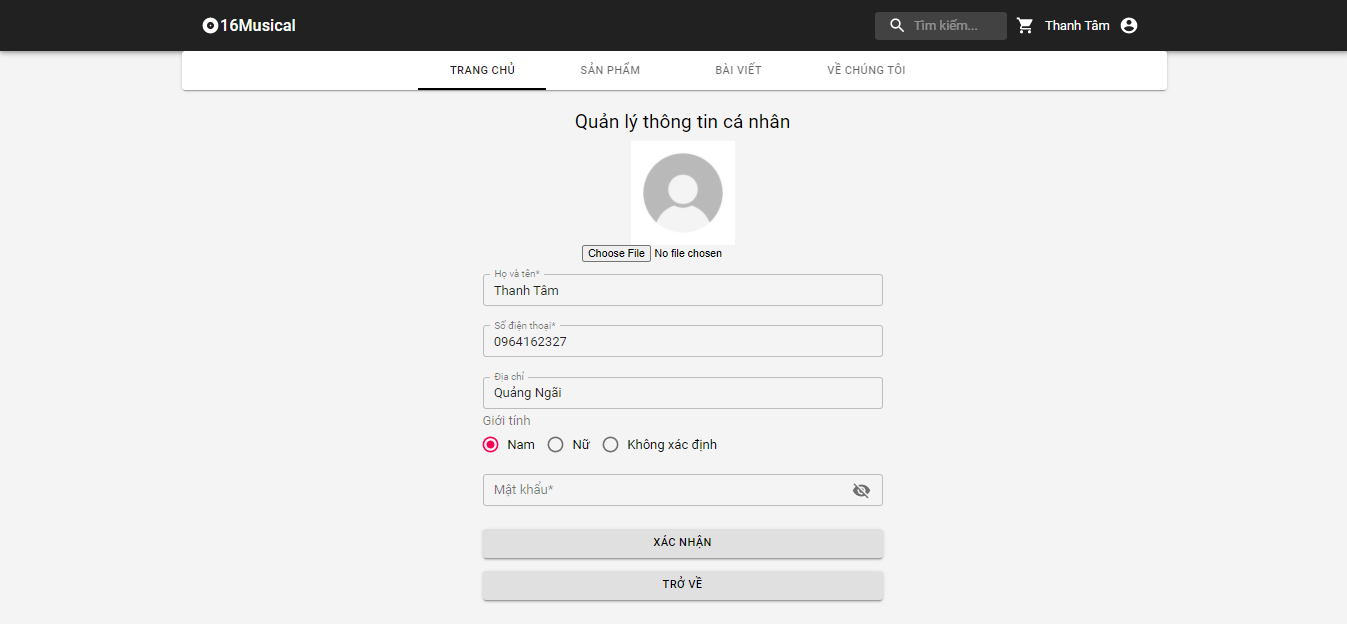 16Musical
Tìm kiếm...
Thanh Tâm
TRANG CHỦ SẢN PHẨM BÀI VIẾT VỀ CHÚNG TÔI
Quản lý thông tin cá nhân
Choose File No file chosen
Họ và tên*
Thanh Tâm
Số điện thoại*
0964162327
Địa chỉ
Quảng Ngãi
Giới tính
Nam Nữ Không xác định
Mật khẩu*
XÁC NHẬN
TRỞ VỀ